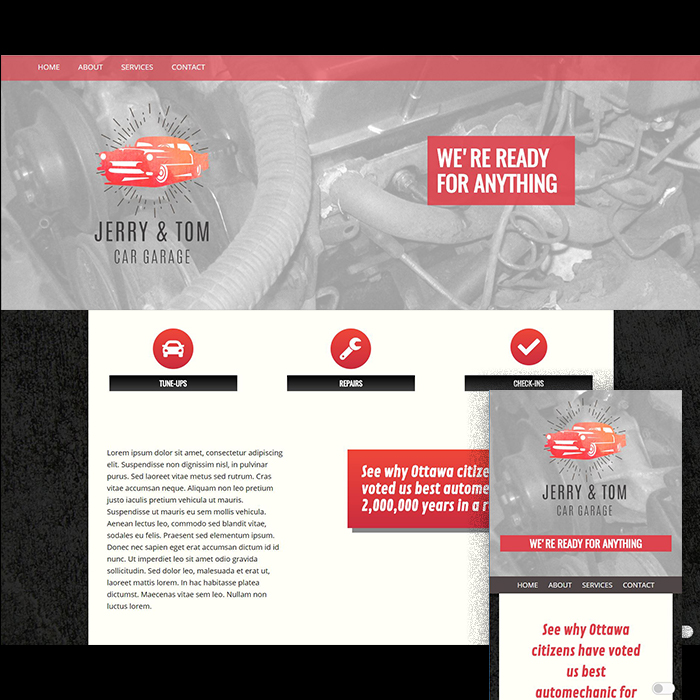 HOME ABOUT SERVICES CONTACT
JERRY & TOM
CAR GARAGE
WE'RE READY
FOR ANYTHING
TUNE-UPS REPAIRS CHECK-INS
Lorem ipsum dolor sit amet, consectetur adipiscing
elit. Suspendisse non dignissim nisl, in pulvinar
purus. Sed laoreet vitae metus sed rutrum. Cras
vitae accumsan neque. Aliquam non leo pretium
justo iaculis pretium vehicula ut mauris.
Suspendisse ut mauris eu sem mollis vehicula.
Aenean lectus leo, commodo sed blandit vitae,
sodales eu felis. Praesent sed elementum ipsum.
Donec nec sapien eget erat accumsan dictum id id
nunc. Ut imperdiet leo sit amet odio gravida
sollicitudin. Sed dolor leo, malesuada et erat ut,
laoreet mattis lorem. In hac habitasse platea
dictumst. Maecenas vitae sem leo. Nullam non
luctus lorem.
See why Ottawa citize
voted us best autome
2,000,000 years in a r
JERRY & TOM
CAR GARAGE
WE'RE READY FOR ANYTHING
HOME ABOUT SERVICES CONTACT
See why Ottawa
citizens have voted
us best
automechanic for